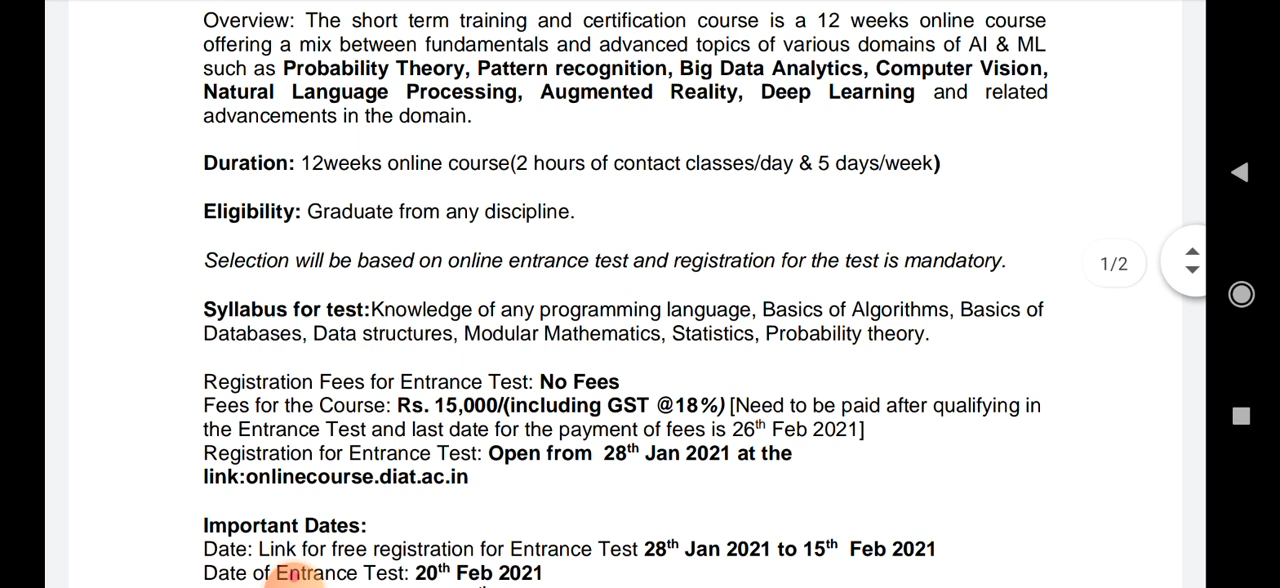 Overview: The short term training and certification course is a 12 weeks online course
offering a mix between fundamentals and advanced topics of various domains of AI & ML
such as Probability Theory, Pattern recognition, Big Data Analytics, Computer Vision,
Natural Language Processing, Augmented Reality, Deep Learning and related
advancements in the domain.
Duration: 12weeks online course(2 hours of contact classes/day & 5 days/week)
Eligibility: Graduate from any discipline.
Selection will be based on online entrance test and registration for the test is mandatory.
1/2
Syllabus for test:Knowledge of any programming language, Basics of Algorithms, Basics of
Databases, Data structures, Modular Mathematics, Statistics, Probability theory.
Registration Fees for Entrance Test: No Fees
Fees for the Course: Rs. 15,000/(including GST @18%) [Need to be paid after qualifying in
the Entrance Test and last date for the payment of fees is 26th Feb 2021]
Registration for Entrance Test: Open from 28th Jan 2021 at the
link:onlinecourse.diat.ac.in
Important Dates:
Date: Link for free registration for Entrance Test 28th Jan 2021 to 15th Feb 2021
Date of Entrance Test: 20th Feb 2021